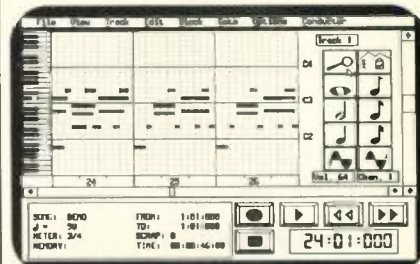 File View Track Edit Block Goto Options Conductor
Track 1
C4
C3
C2
Vel. 64 Chan. 1
24 25 26
SONG: DEMO FROM: 1:01:000
♩ = 90 TO: 1:01:000
METER: 3/4 SCRAP: 0
MEMORY: TIME: 00:00:46:00
24:01:000